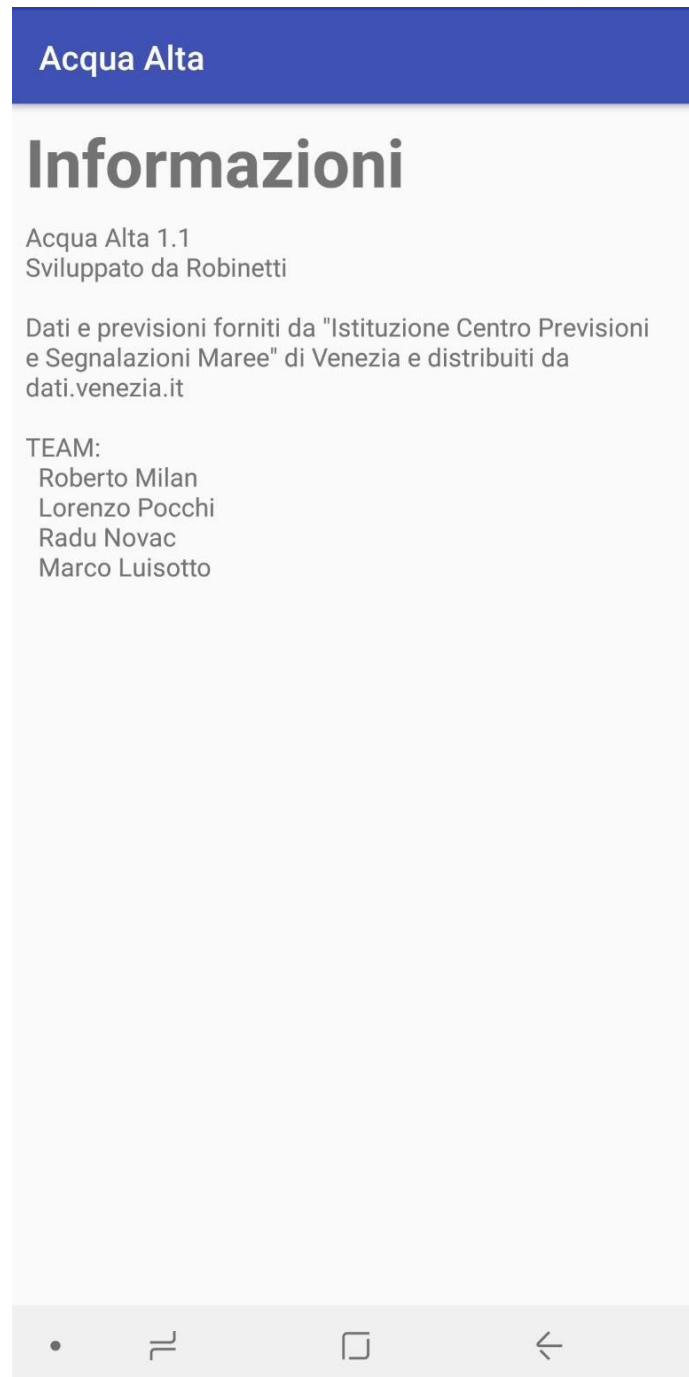 Acqua Alta
Informazioni
Acqua Alta 1.1
Sviluppato da Robinetti
Dati e previsioni forniti da "Istituzione Centro Previsioni
e Segnalazioni Maree" di Venezia e distribuiti da
dati.venezia.it
TEAM:
Roberto Milan
Lorenzo Pocchi
Radu Novac
Marco Luisotto